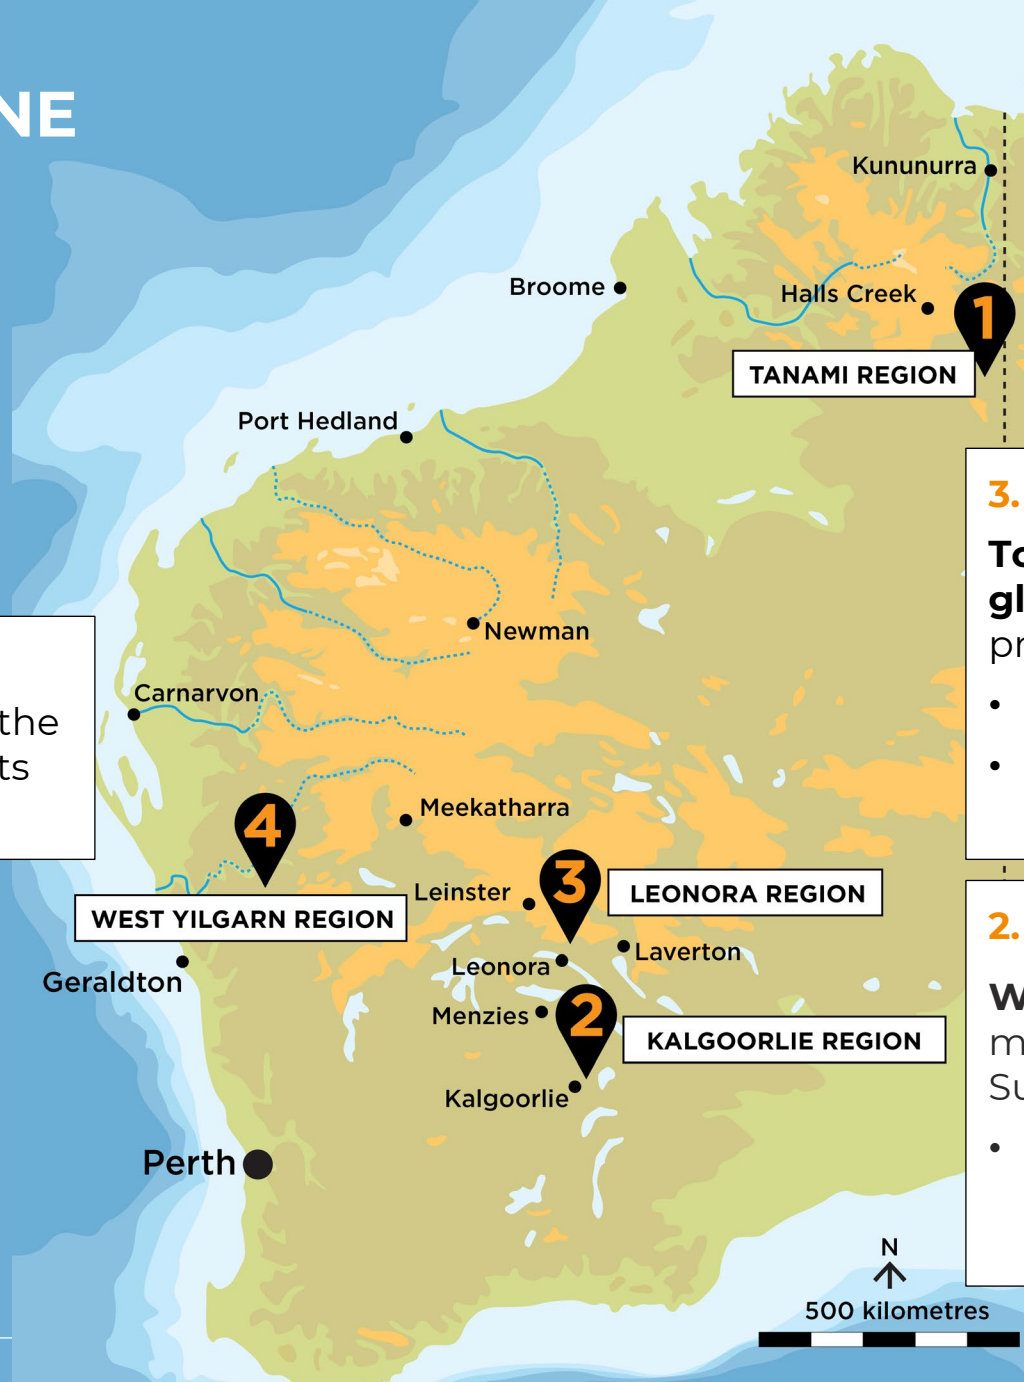 NE
Kununurra
Broome
Halls Creek
1
TANAMI REGION
Port Hedland
3.
Newman
Carnarvon
the
ts
Meekatharra
4
3
Leinster
LEONORA REGION
WEST YILGARN REGION
2.
Laverton
Leonora
Geraldton
Menzies
2
KALGOORLIE REGION
Kalgoorlie
Perth
N
500 kilometres